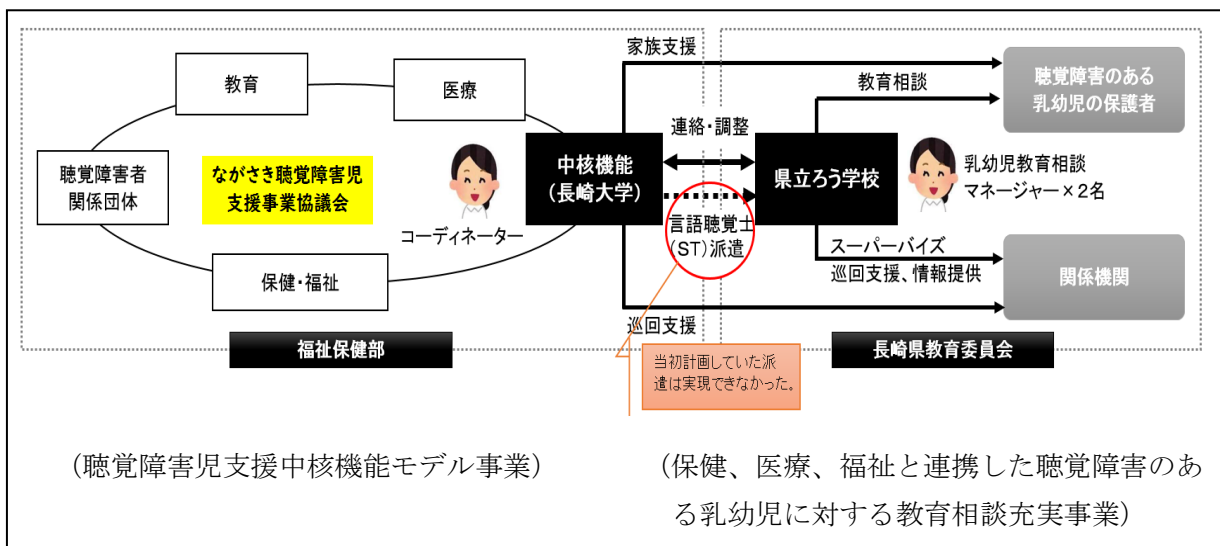 家族支援
教育
医療
聴覚障害者
関係団体
ながさき聴覚障害児
支援事業協議会
コーディネーター
保健・福祉
中核機能
(長崎大学)
連絡・調整
言語聴覚士
(ST)派遣
県立ろう学校
教育相談
聴覚障害のある
乳幼児の保護者
乳幼児教育相談
マネージャー×2名
スーパーバイズ
巡回支援、情報提供
関係機関
巡回支援
福祉保健部
長崎県教育委員会
当初計画していた派
遣は実現できなかった。
(聴覚障害児支援中核機能モデル事業)
(保健、医療、福祉と連携した聴覚障害のあ
る乳幼児に対する教育相談充実事業)